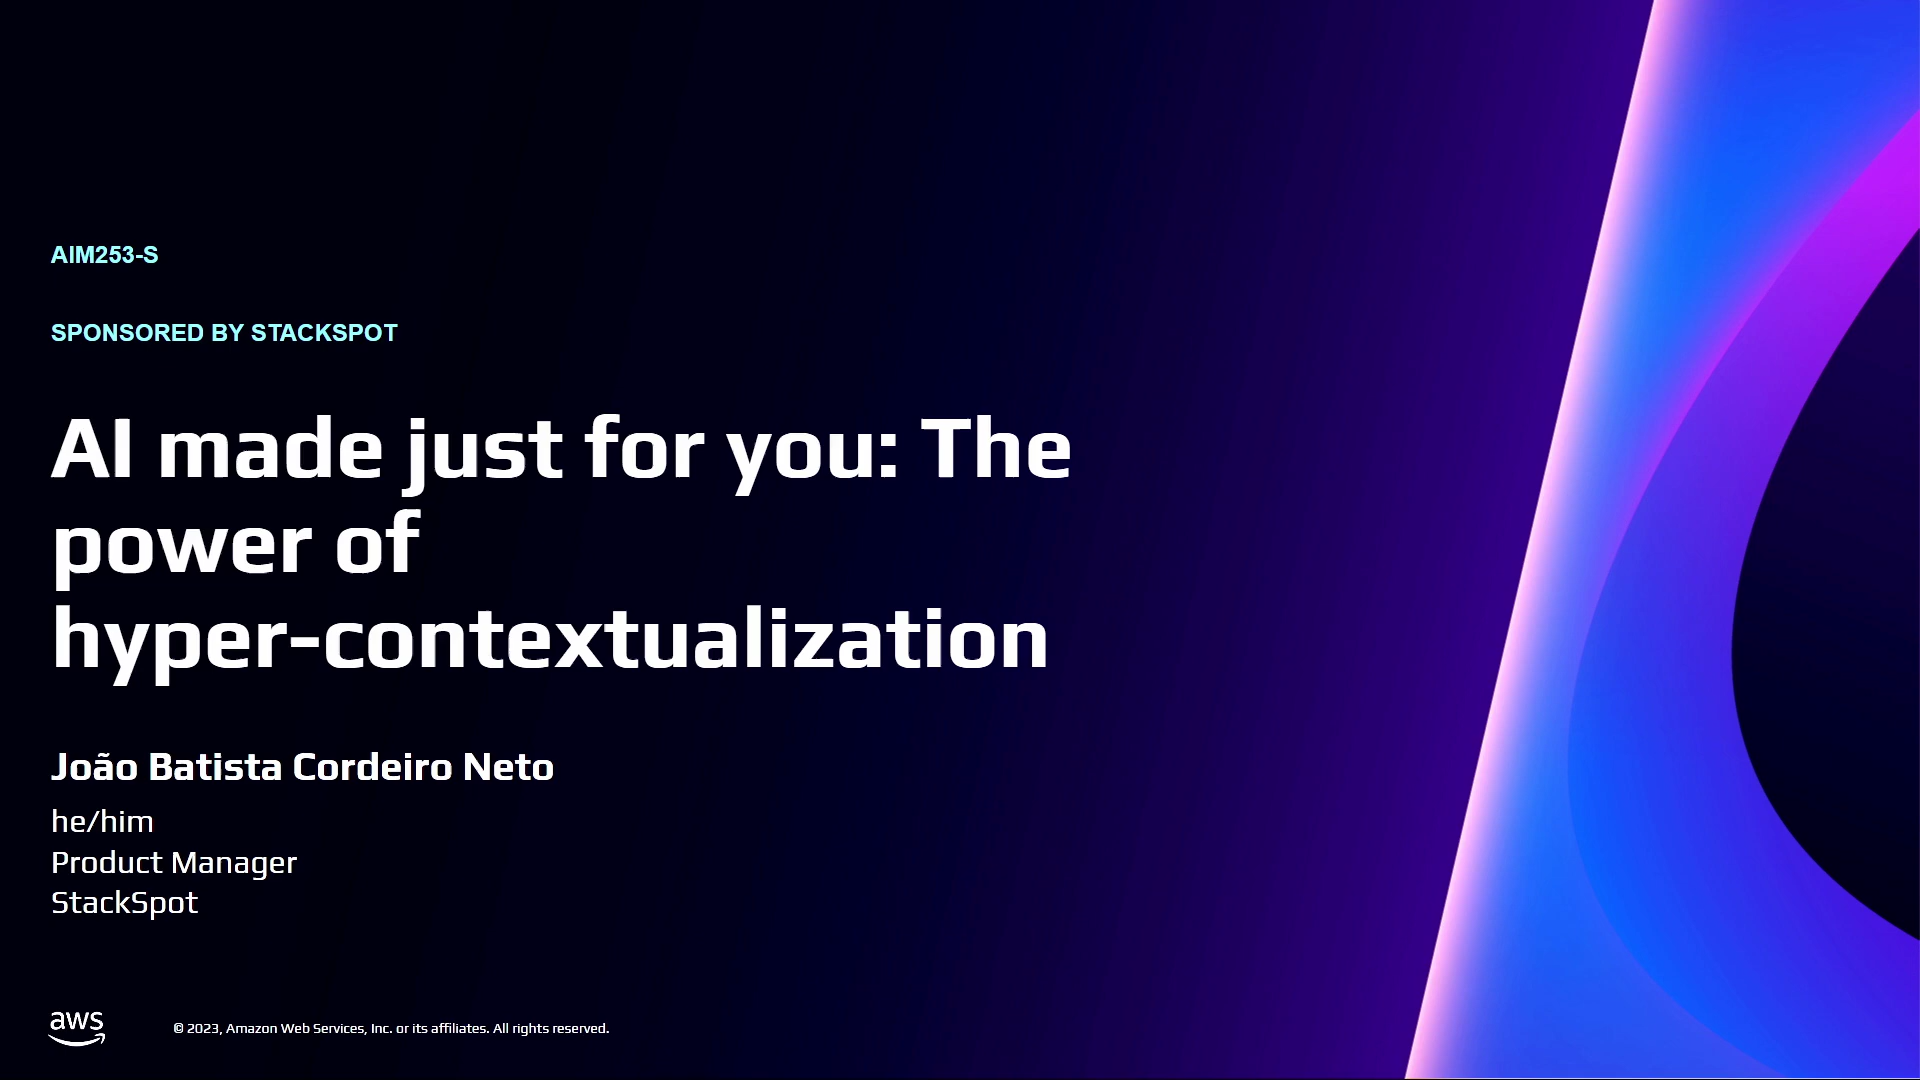 AIM253-S
SPONSORED BY STACKSPOT
AI made just for you: The
power of
hyper-contextualization
João Batista Cordeiro Neto
he/him
Product Manager
StackSpot
aws
© 2023, Amazon Web Services, Inc. or its affiliates. All rights reserved.